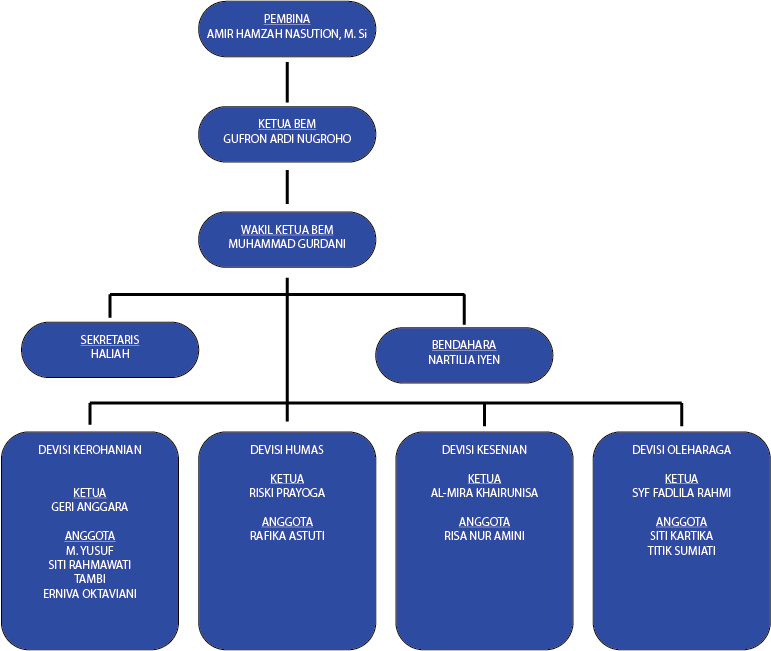 PEMBINA
AMIR HAMZAH NASUTION, M. Si
KETUA BEM
GUFRON ARDI NUGROHO
WAKIL KETUA BEM
MUHAMMAD GURDANI
SEKRETARIS
HALIAH
BENDAHARA
NARTILIA IYEN
DEVISI KEROHANIAN
KETUA
GERI ANGGARA
ANGGOTA
M. YUSUF
SITI RAHMAWATI
TAMBI
ERNIVA OKTAVIANI
DEVISI HUMAS
KETUA
RISKI PRAYOGA
ANGGOTA
RAFIKA ASTUTI
DEVISI KESENIAN
KETUA
AL-MIRA KHAIRUNISA
ANGGOTA
RISA NUR AMINI
DEVISI OLEHARAGA
KETUA
SYF FADLILA RAHMI
ANGGOTA
SITI KARTIKA
TITIK SUMIATI